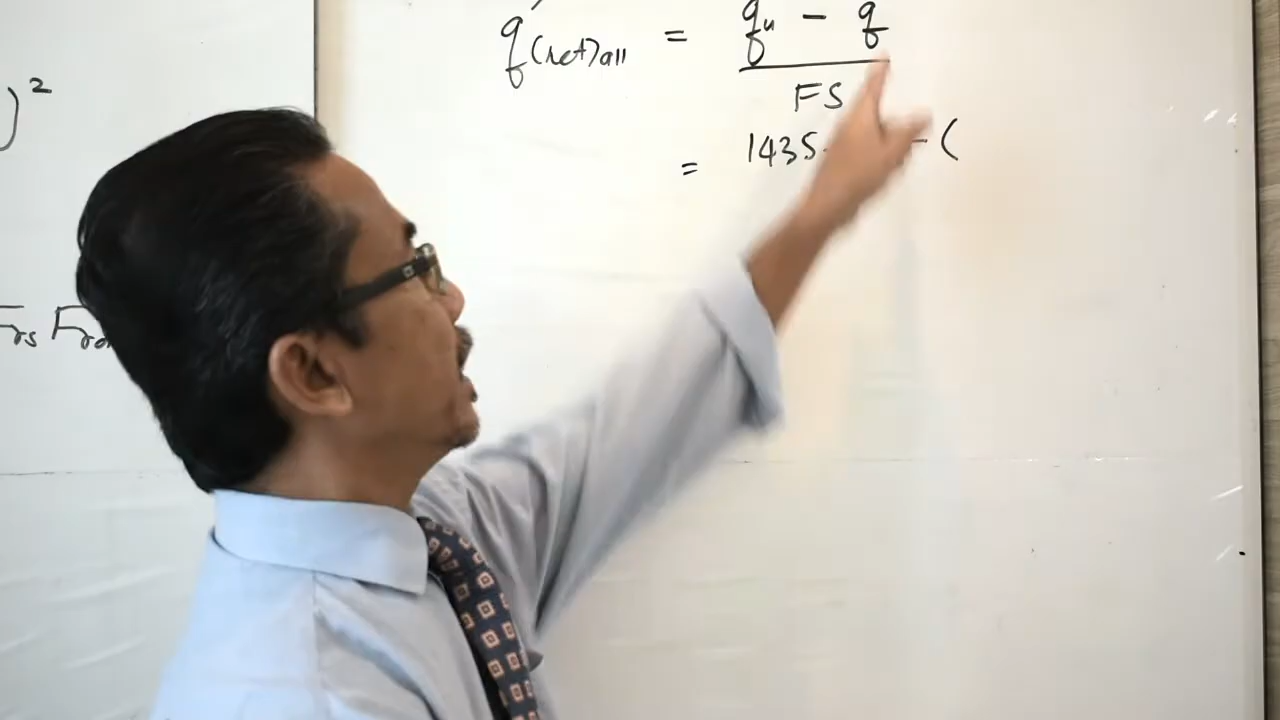 )²
q(net)all = qu - q
FS
= 1435. - (